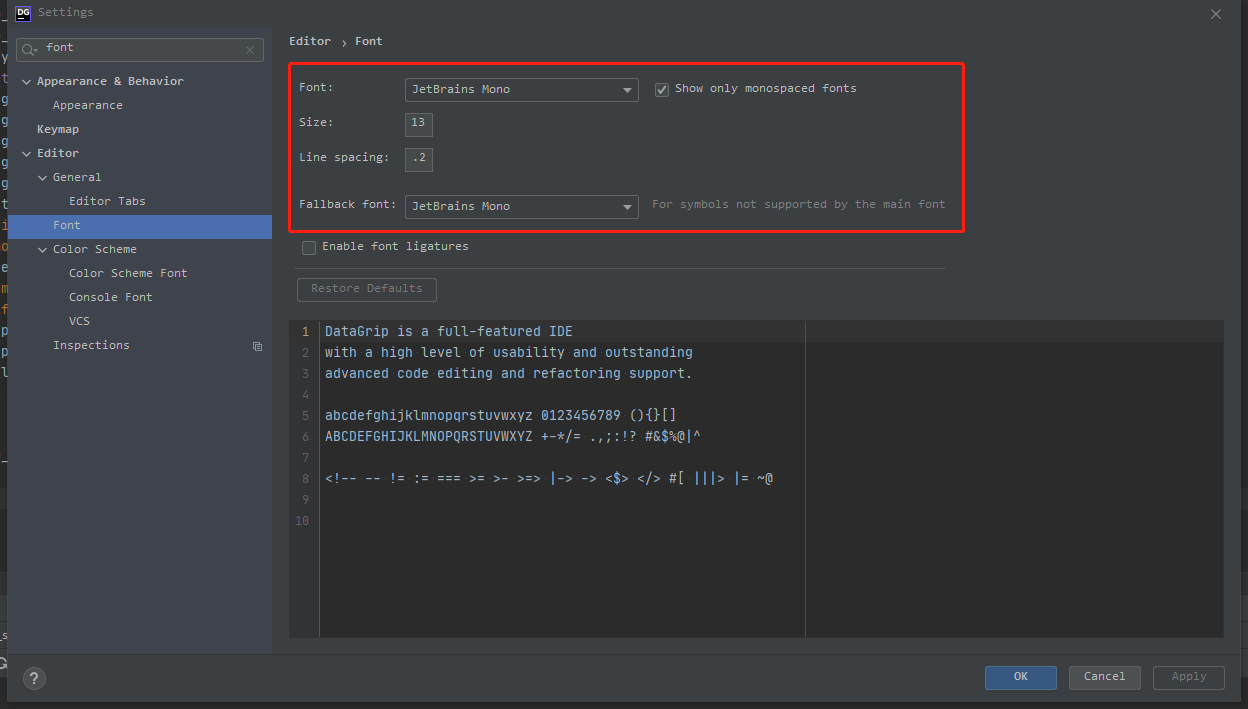 DG Settings
font
Appearance & Behavior
Appearance
Keymap
Editor
General
Editor Tabs
Font
Color Scheme
Color Scheme Font
Console Font
VCS
Inspections
Editor › Font
Font: JetBrains Mono Show only monospaced fonts
Size: 13
Line spacing: .2
Fallback font: JetBrains Mono For symbols not supported by the main font
Enable font ligatures
Restore Defaults
1 DataGrip is a full-featured IDE
2 with a high level of usability and outstanding
3 advanced code editing and refactoring support.
4
5 abcdefghijklmnopqrstuvwxyz 0123456789 (){}[]
6 ABCDEFGHIJKLMNOPQRSTUVWXYZ +-*/= .,;:!? #&$%@|^
7
8 <!-- -- != := === >= >- >=> |-> -> <$> </> #[ |||> |= ~@
9
10
?
OK Cancel Apply